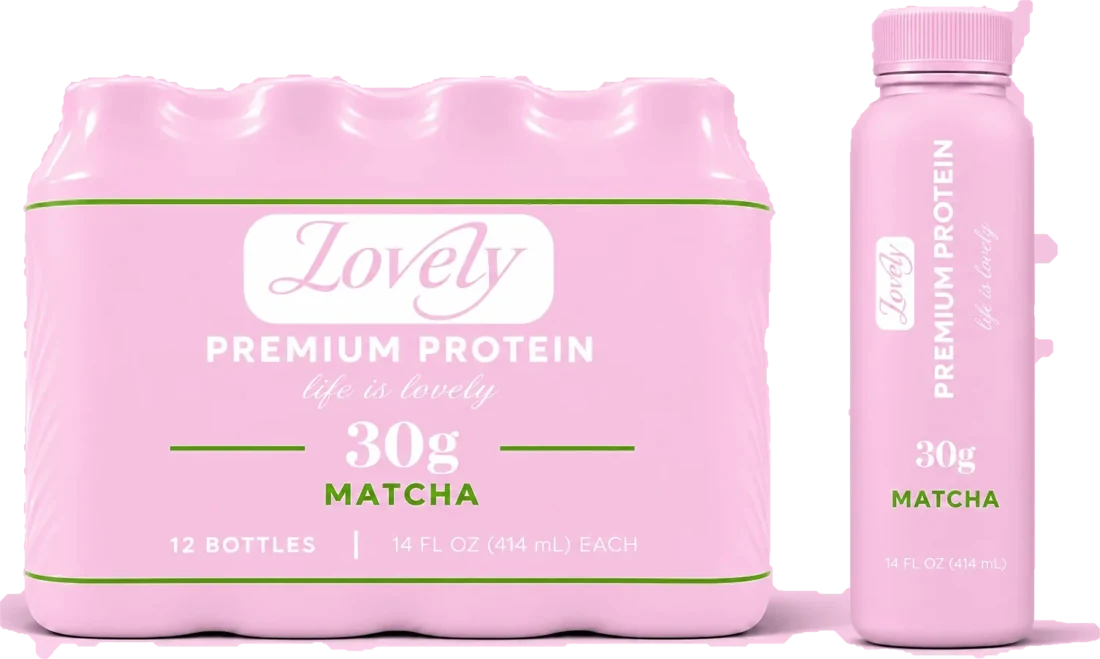 Lovely
PREMIUM PROTEIN
life is lovely
30g
MATCHA
12 BOTTLES | 14 FL OZ (414 mL) EACH
Lovely
PREMIUM PROTEIN
life is lovely
30g
MATCHA
14 FL OZ (414 mL)